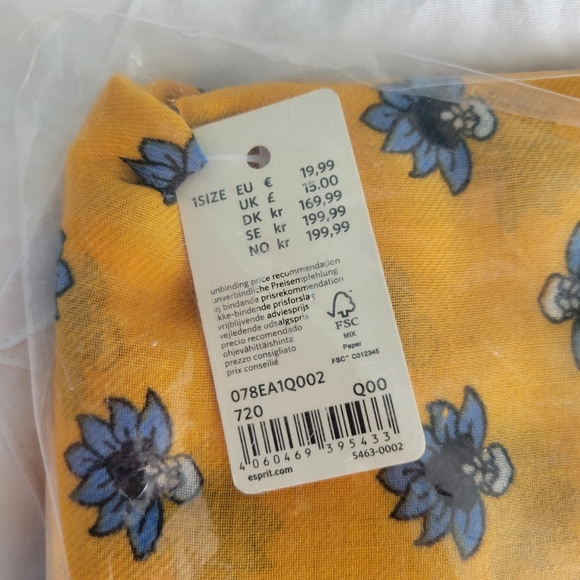 1SIZE EU € 19,99
UK £ 15.00
DK kr 169,99
SE kr 199,99
NO kr 199,99
unbinding price recommendation
unverbindliche Preisempfehlung
ej bindande prisrekommendation
ikke-bindende prisforslag
vrijblijvende adviesprijs
vejledende udsalgspris
precio recomendado
ohjevähittäishinta
prezzo consigliato
prix conseillé
FSC
MIX
Paper
FSC® C012345
078EA1Q002
720 Q00
4 060469 395433
esprit.com S463-0002